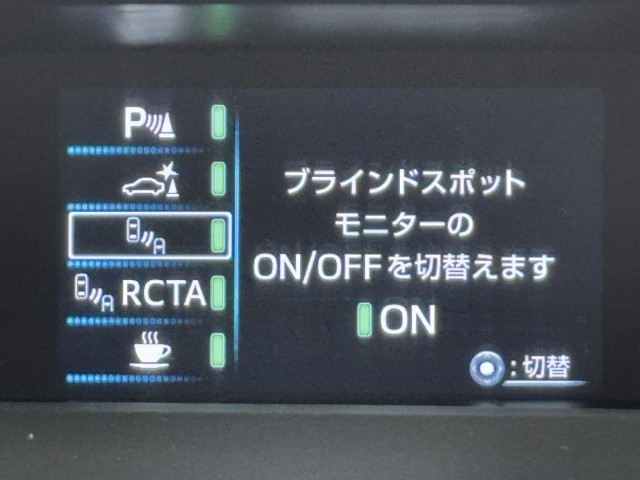 P
RCTA
ブラインドスポット
モニターの
ON/OFFを切替えます
ON
:切替